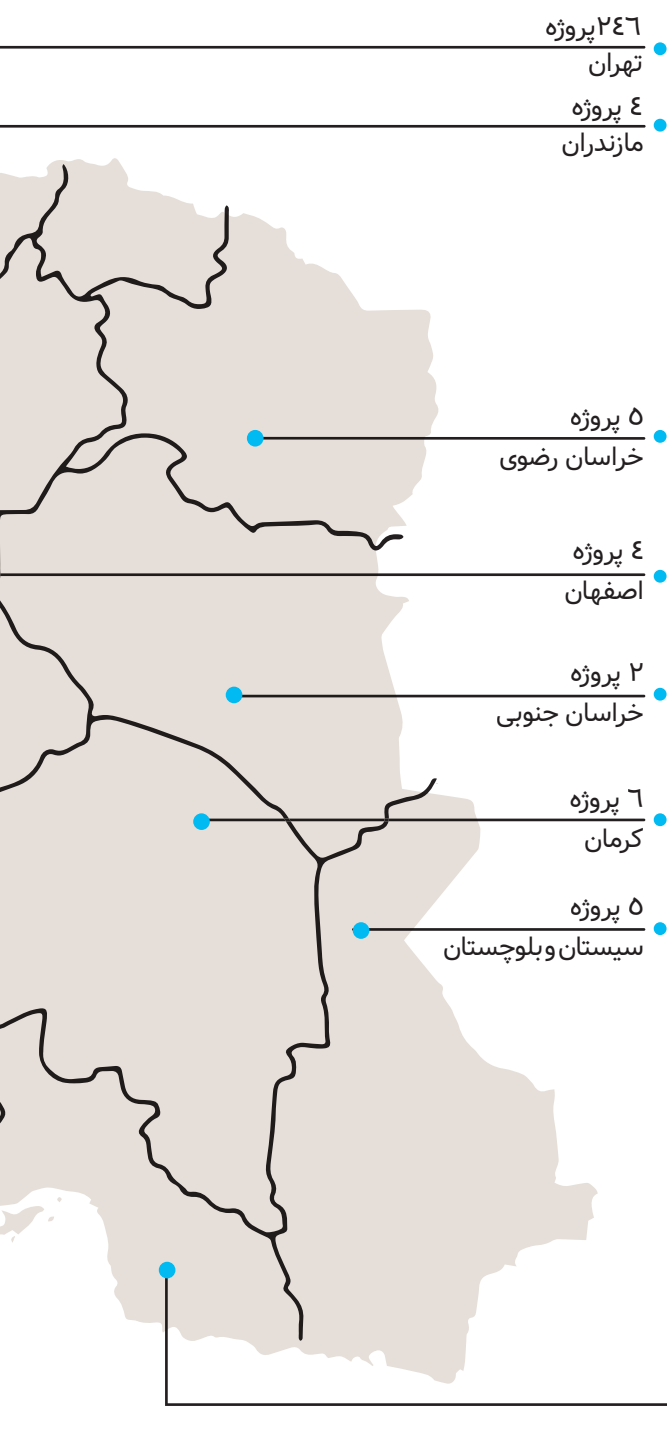 ۲٤٦پروژه
تهران
٤ پروژه
مازندران
۵ پروژه
خراسان رضوی
٤ پروژه
اصفهان
۲ پروژه
خراسان جنوبی
٦ پروژه
کرمان
۵ پروژه
سیستان و بلوچستان